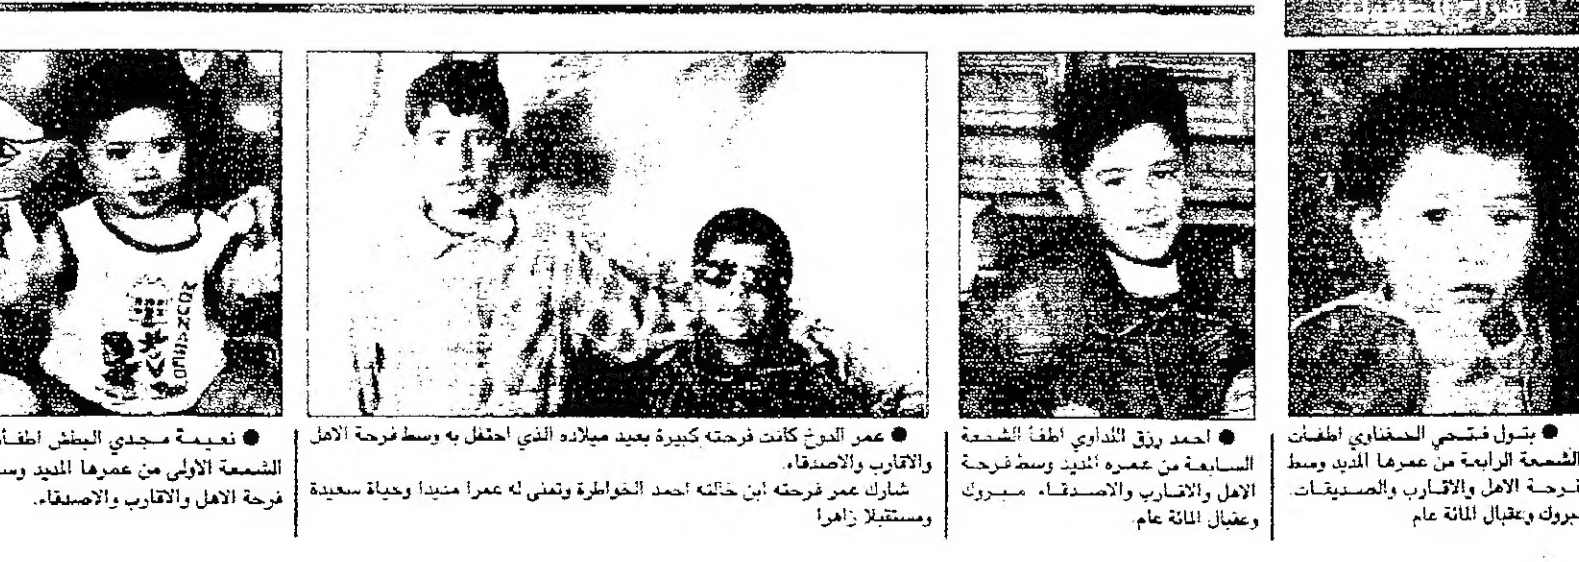 ● بتول فتحي الحفناوي اطفات
الشمعة الرابعة من عمرها المديد وسط
فرحة الاهل والاقارب والصديقات.
مبروك وعقبال المائة عام
● احمد رزق اللداوي اطفأ الشمعة
السابعة من عمره المديد وسط فرحة
الاهل والاقارب والاصدقاء مبروك
وعقبال المائة عام.
● عمر الدوخ كانت فرحته كبيرة بعيد ميلاده الذي احتفل به وسط فرحة الاهل
والاقارب والاصدقاء.
شارك عمر فرحته ابن خالته احمد الخواطرة وتمنى له عمرا مديدا وحياة سعيدة
ومستقبلا زاهرا
● نعيمة مجدي البطش اطفأ
الشمعة الاولى من عمرها المديد وسط
فرحة الاهل والاقارب والاصدقاء.